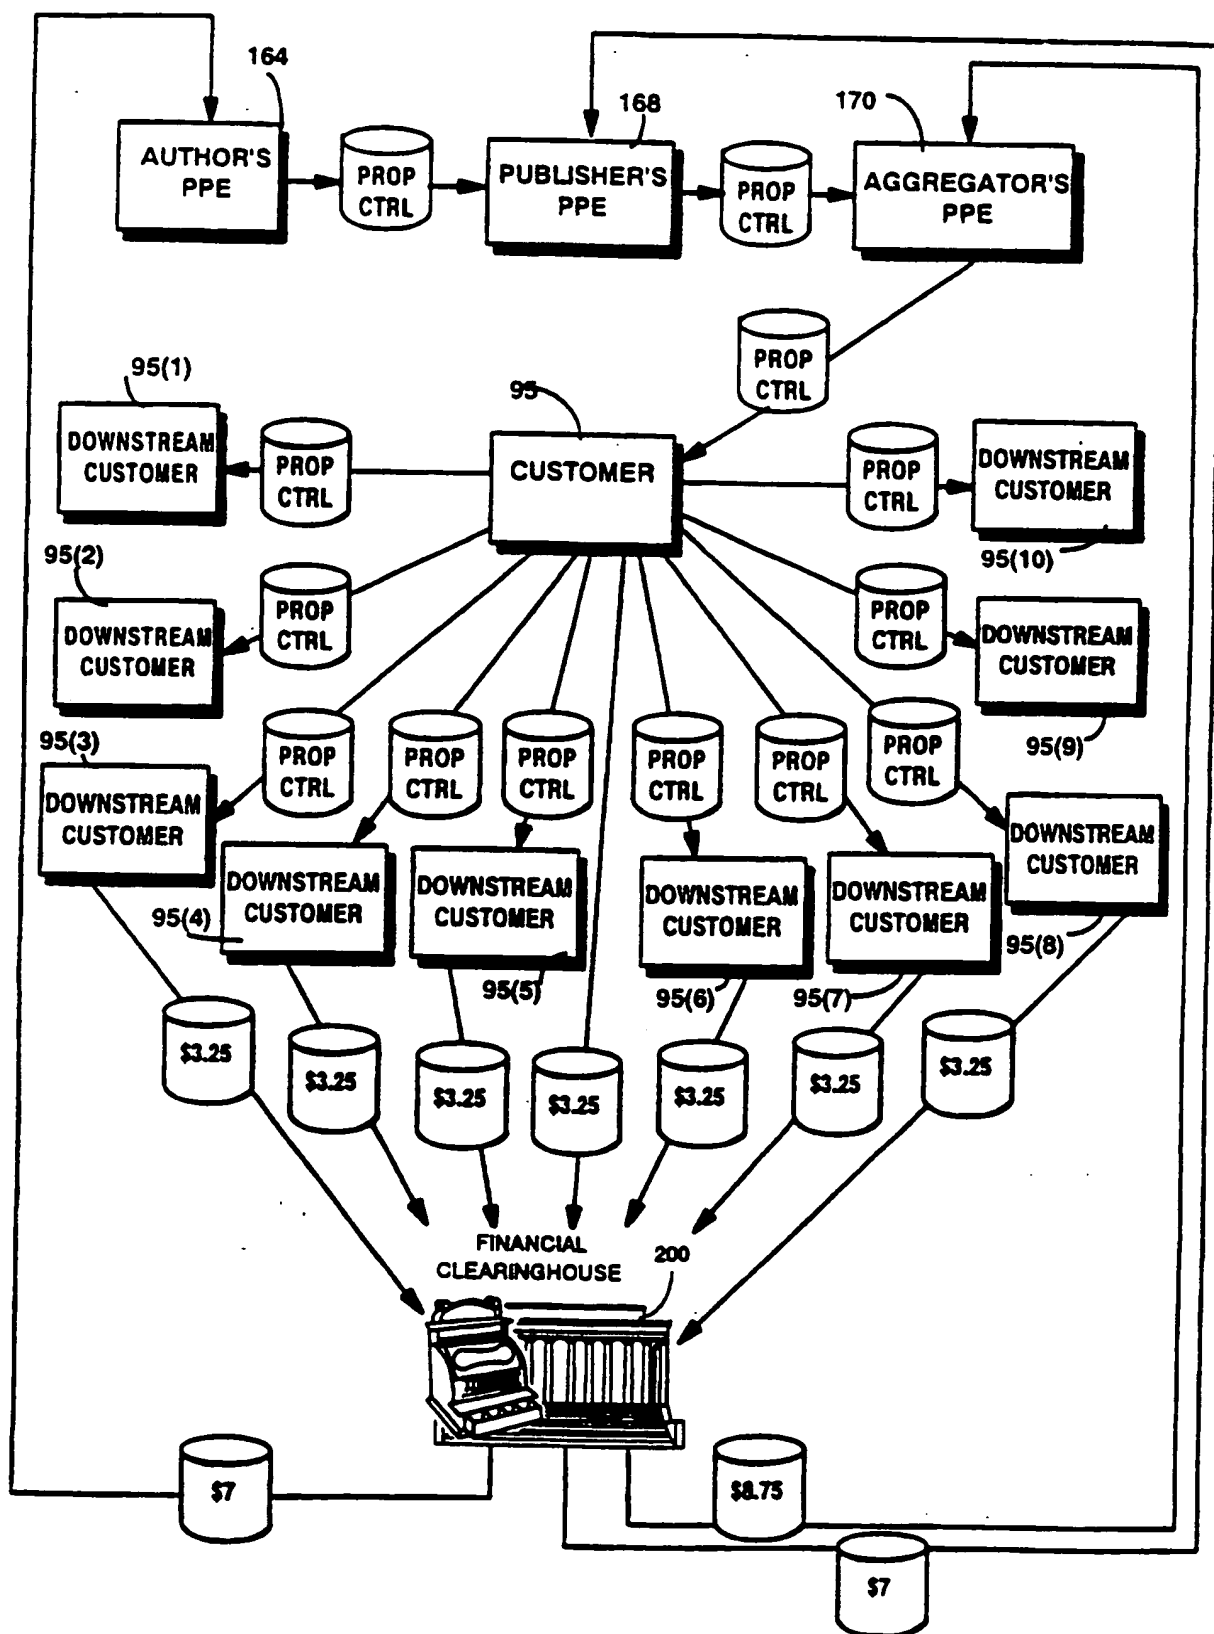 164
168
170
AUTHOR'S
PPE
PROP
CTRL
PUBLISHER'S
PPE
PROP
CTRL
AGGREGATOR'S
PPE
PROP
CTRL
95(1)
95
DOWNSTREAM
CUSTOMER
PROP
CTRL
CUSTOMER
PROP
CTRL
DOWNSTREAM
CUSTOMER
95(10)
95(2)
DOWNSTREAM
CUSTOMER
PROP
CTRL
PROP
CTRL
DOWNSTREAM
CUSTOMER
95(9)
95(3)
DOWNSTREAM
CUSTOMER
PROP
CTRL
PROP
CTRL
PROP
CTRL
PROP
CTRL
PROP
CTRL
PROP
CTRL
DOWNSTREAM
CUSTOMER
95(8)
DOWNSTREAM
CUSTOMER
95(4)
DOWNSTREAM
CUSTOMER
95(5)
DOWNSTREAM
CUSTOMER
95(6)
DOWNSTREAM
CUSTOMER
95(7)
$3.25
$3.25
$3.25
$3.25
$3.25
$3.25
$3.25
FINANCIAL
CLEARINGHOUSE
200
$7
$8.75
$7